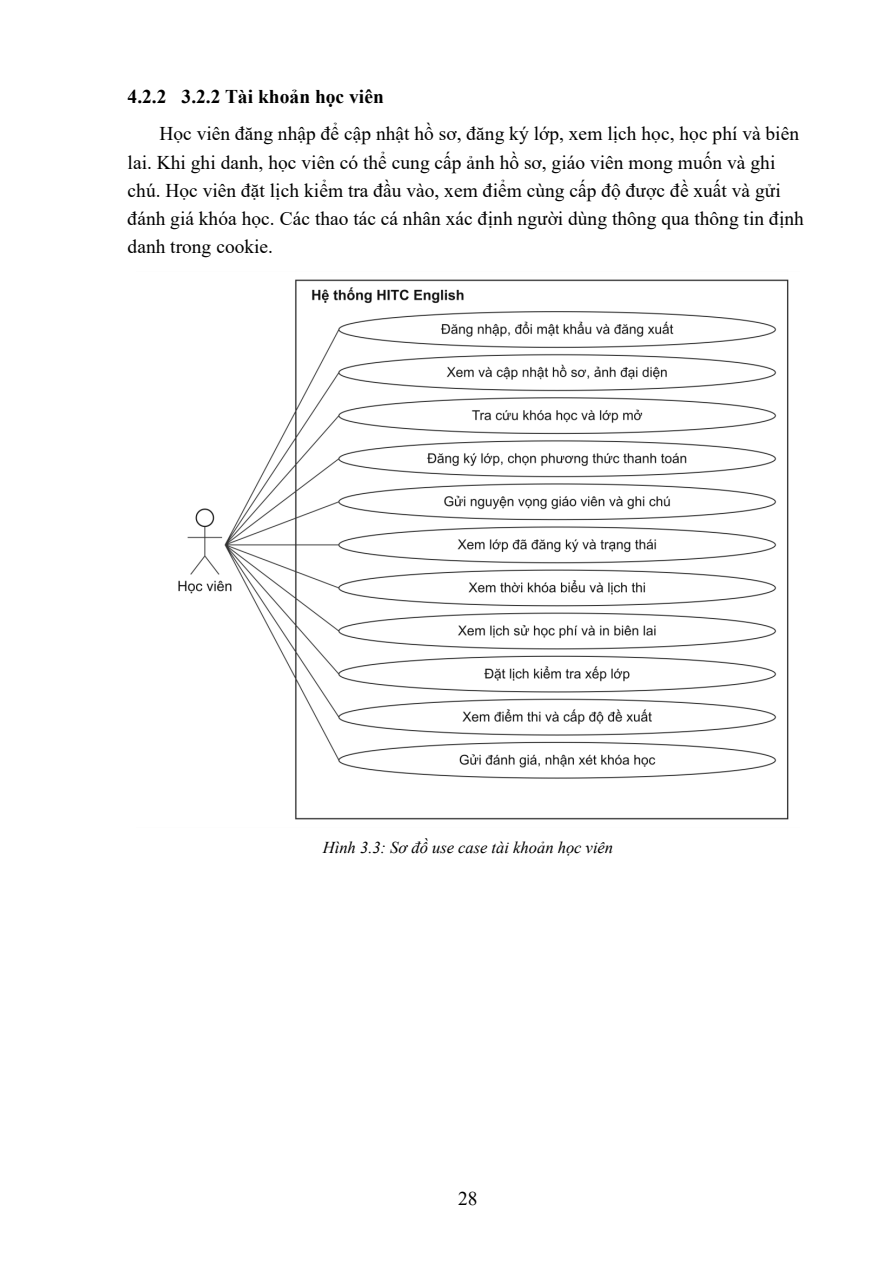 4.2.2 3.2.2 Tài khoản học viên
Học viên đăng nhập để cập nhật hồ sơ, đăng ký lớp, xem lịch học, học phí và biên
lai. Khi ghi danh, học viên có thể cung cấp ảnh hồ sơ, giáo viên mong muốn và ghi
chú. Học viên đặt lịch kiểm tra đầu vào, xem điểm cùng cấp độ được đề xuất và gửi
đánh giá khóa học. Các thao tác cá nhân xác định người dùng thông qua thông tin định
danh trong cookie.
Hệ thống HITC English
Đăng nhập, đổi mật khẩu và đăng xuất
Xem và cập nhật hồ sơ, ảnh đại diện
Tra cứu khóa học và lớp mở
Đăng ký lớp, chọn phương thức thanh toán
Gửi nguyện vọng giáo viên và ghi chú
Xem lớp đã đăng ký và trạng thái
Học viên
Xem thời khóa biểu và lịch thi
Xem lịch sử học phí và in biên lai
Đặt lịch kiểm tra xếp lớp
Xem điểm thi và cấp độ đề xuất
Gửi đánh giá, nhận xét khóa học
Hình 3.3: Sơ đồ use case tài khoản học viên
28